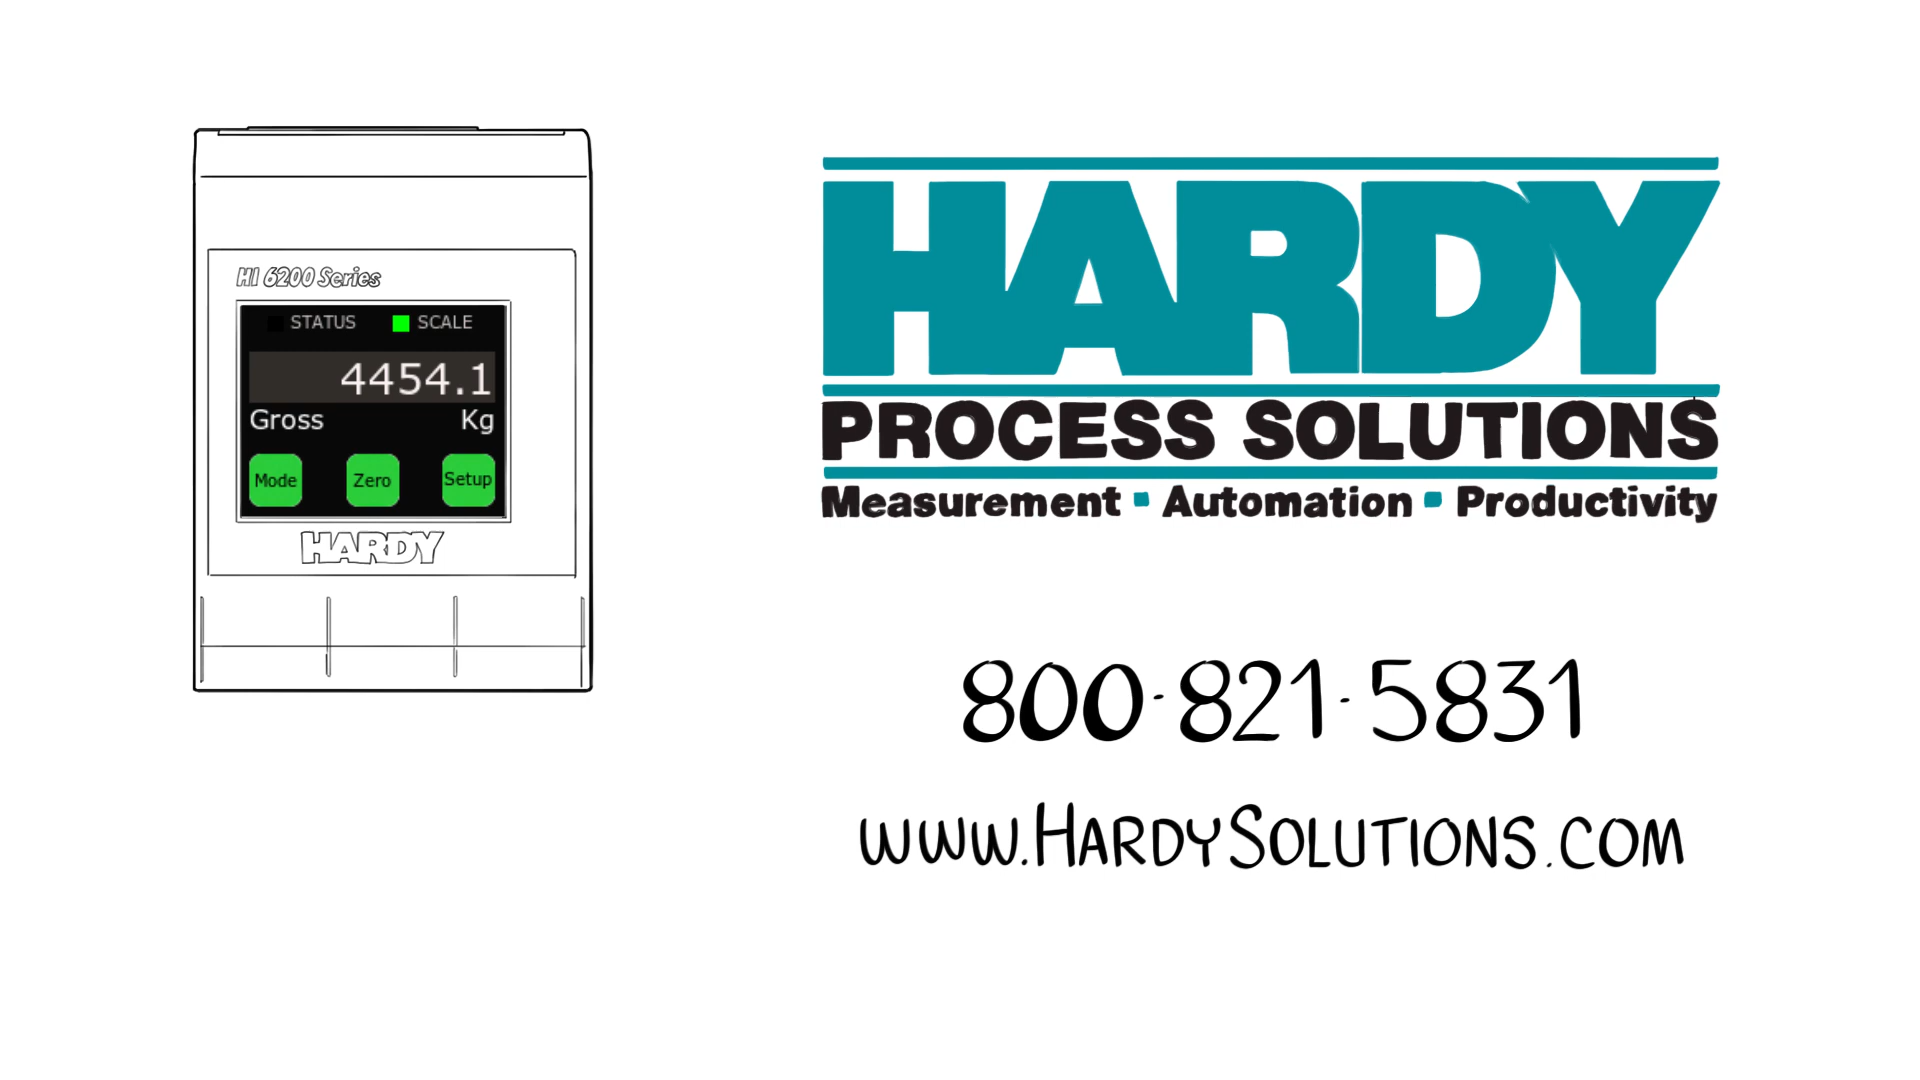 HI 6200 Series
STATUS SCALE
4454.1
Gross Kg
Mode Zero Setup
HARDY
HARDY
PROCESS SOLUTIONS
Measurement ▪ Automation ▪ Productivity
800-821-5831
www.HardySolutions.com